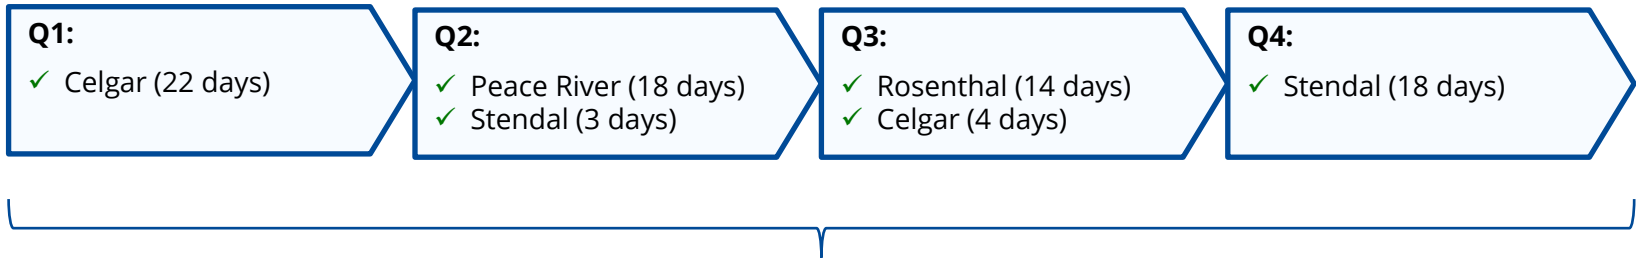 Q1:
✓ Celgar (22 days)
Q2:
✓ Peace River (18 days)
✓ Stendal (3 days)
Q3:
✓ Rosenthal (14 days)
✓ Celgar (4 days)
Q4:
✓ Stendal (18 days)